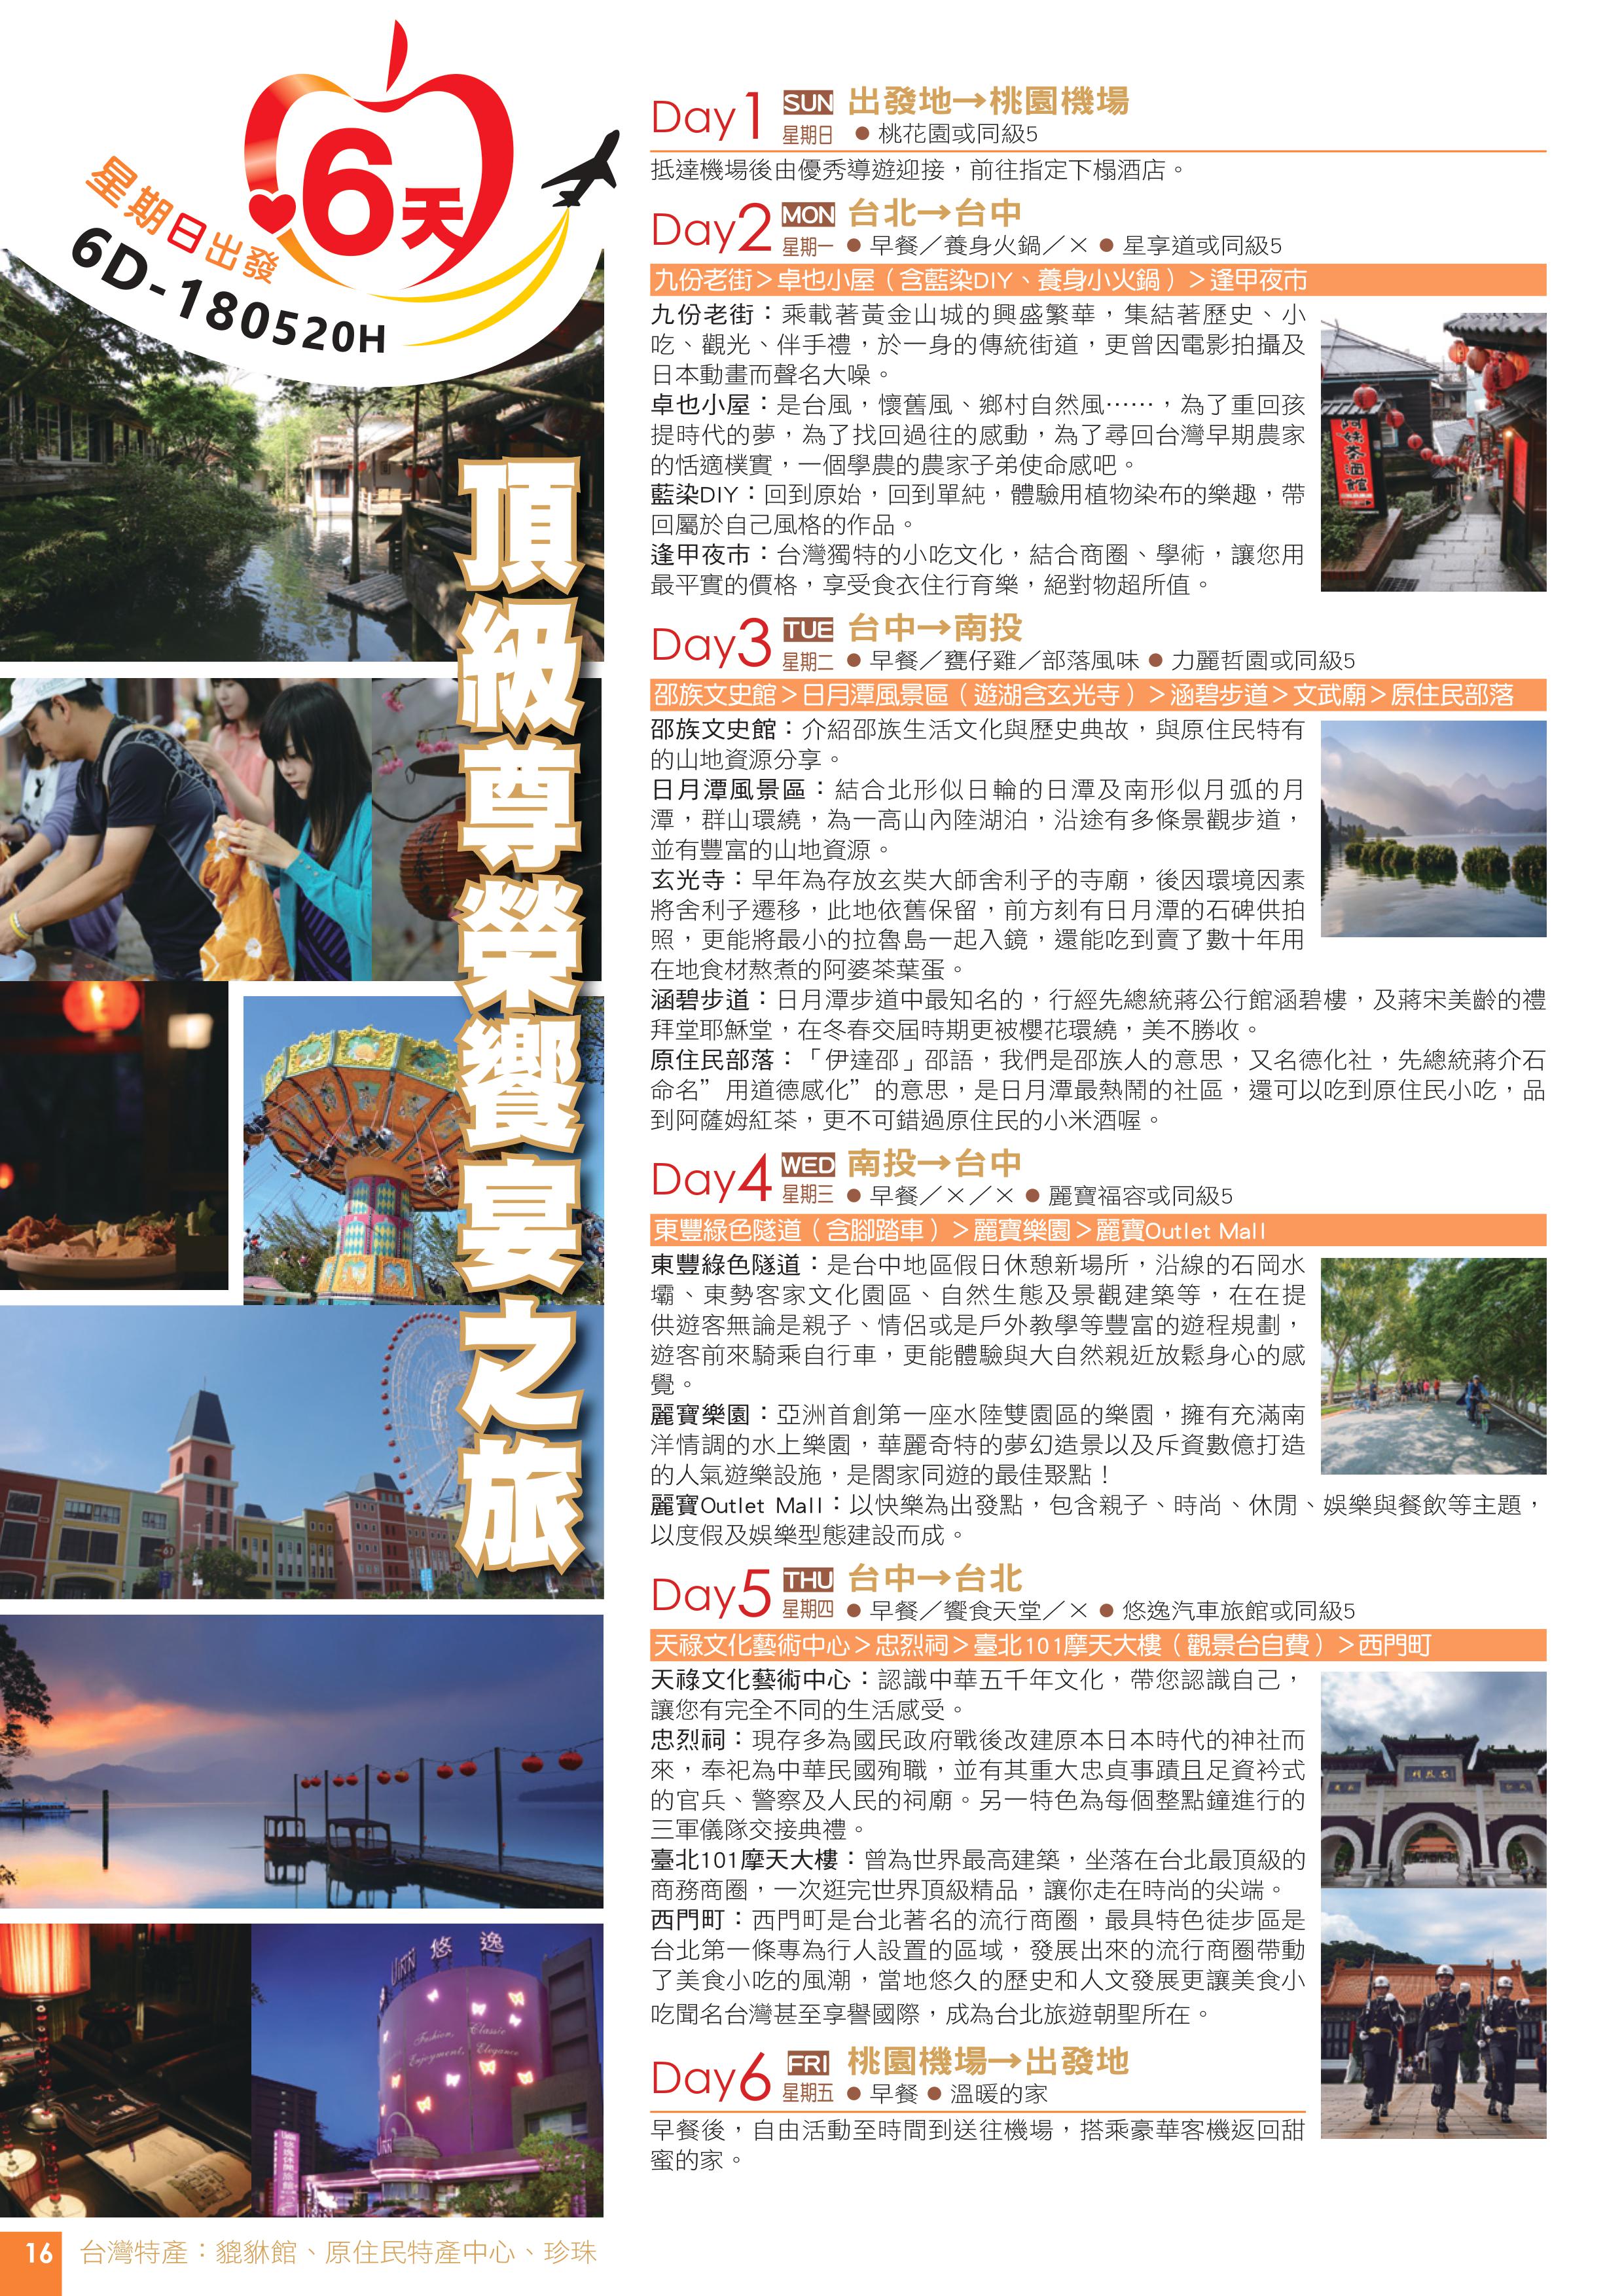 6天
星期日出發
6D-180520H
頂級尊榮饗宴之旅
Day1 SUN 星期日 出發地→桃園機場
● 桃花園或同級5
抵達機場後由優秀導遊迎接，前往指定下榻酒店。
Day2 MON 星期一 台北→台中
● 早餐／養身火鍋／× ● 星享道或同級5
九份老街＞卓也小屋（含藍染DIY、養身小火鍋）＞逢甲夜市
九份老街：乘載著黃金山城的興盛繁華，集結著歷史、小
吃、觀光、伴手禮，於一身的傳統街道，更曾因電影拍攝及
日本動畫而聲名大噪。
卓也小屋：是台風，懷舊風、鄉村自然風⋯⋯，為了重回孩
提時代的夢，為了找回過往的感動，為了尋回台灣早期農家
的恬適樸實，一個學農的農家子弟使命感吧。
藍染DIY：回到原始，回到單純，體驗用植物染布的樂趣，帶
回屬於自己風格的作品。
逢甲夜市：台灣獨特的小吃文化，結合商圈、學術，讓您用
最平實的價格，享受食衣住行育樂，絕對物超所值。
Day3 TUE 星期二 台中→南投
● 早餐／甕仔雞／部落風味 ● 力麗哲園或同級5
邵族文史館＞日月潭風景區（遊湖含玄光寺）＞涵碧步道＞文武廟＞原住民部落
邵族文史館：介紹邵族生活文化與歷史典故，與原住民特有
的山地資源分享。
日月潭風景區：結合北形似日輪的日潭及南形似月弧的月
潭，群山環繞，為一高山內陸湖泊，沿途有多條景觀步道，
並有豐富的山地資源。
玄光寺：早年為存放玄奘大師舍利子的寺廟，後因環境因素
將舍利子遷移，此地依舊保留，前方刻有日月潭的石碑供拍
照，更能將最小的拉魯島一起入鏡，還能吃到賣了數十年用
在地食材熬煮的阿婆茶葉蛋。
涵碧步道：日月潭步道中最知名的，行經先總統蔣公行館涵碧樓，及蔣宋美齡的禮
拜堂耶穌堂，在冬春交屆時期更被櫻花環繞，美不勝收。
原住民部落：「伊達邵」邵語，我們是邵族人的意思，又名德化社，先總統蔣介石
命名”用道德感化”的意思，是日月潭最熱鬧的社區，還可以吃到原住民小吃，品
到阿薩姆紅茶，更不可錯過原住民的小米酒喔。
Day4 WED 星期三 南投→台中
● 早餐／×／× ● 麗寶福容或同級5
東豐綠色隧道（含腳踏車）＞麗寶樂園＞麗寶Outlet Mall
東豐綠色隧道：是台中地區假日休憩新場所，沿線的石岡水
壩、東勢客家文化園區、自然生態及景觀建築等，在在提
供遊客無論是親子、情侶或是戶外教學等豐富的遊程規劃，
遊客前來騎乘自行車，更能體驗與大自然親近放鬆身心的感
覺。
麗寶樂園：亞洲首創第一座水陸雙園區的樂園，擁有充滿南
洋情調的水上樂園，華麗奇特的夢幻造景以及斥資數億打造
的人氣遊樂設施，是闔家同遊的最佳聚點！
麗寶Outlet Mall：以快樂為出發點，包含親子、時尚、休閒、娛樂與餐飲等主題，
以度假及娛樂型態建設而成。
Day5 THU 星期四 台中→台北
● 早餐／饗食天堂／× ● 悠逸汽車旅館或同級5
天祿文化藝術中心＞忠烈祠＞臺北101摩天大樓（觀景台自費）＞西門町
天祿文化藝術中心：認識中華五千年文化，帶您認識自己，
讓您有完全不同的生活感受。
忠烈祠：現存多為國民政府戰後改建原本日本時代的神社而
來，奉祀為中華民國殉職，並有其重大忠貞事蹟且足資衿式
的官兵、警察及人民的祠廟。另一特色為每個整點鐘進行的
三軍儀隊交接典禮。
臺北101摩天大樓：曾為世界最高建築，坐落在台北最頂級的
商務商圈，一次逛完世界頂級精品，讓你走在時尚的尖端。
西門町：西門町是台北著名的流行商圈，最具特色徒步區是
台北第一條專為行人設置的區域，發展出來的流行商圈帶動
了美食小吃的風潮，當地悠久的歷史和人文發展更讓美食小
吃聞名台灣甚至享譽國際，成為台北旅遊朝聖所在。
Day6 FRI 星期五 桃園機場→出發地
● 早餐 ● 溫暖的家
早餐後，自由活動至時間到送往機場，搭乘豪華客機返回甜
蜜的家。
UINN 悠逸
Fashion, Classic
Enjoyment, Elegance
16 台灣特產：貔貅館、原住民特產中心、珍珠